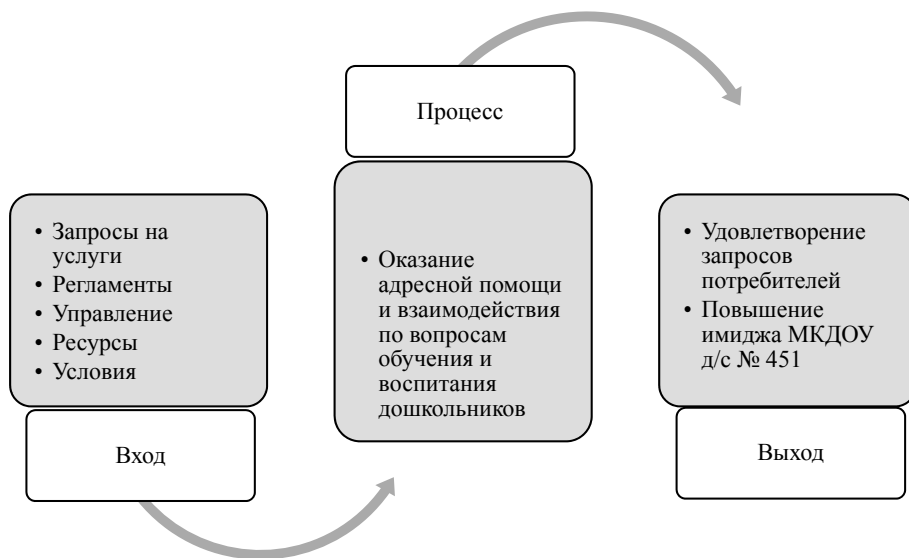 Процесс
• Запросы на
услуги
• Регламенты
• Управление
• Ресурсы
• Условия
Вход
• Оказание
адресной помощи
и взаимодействия
по вопросам
обучения и
воспитания
дошкольников
• Удовлетворение
запросов
потребителей
• Повышение
имиджа МКДОУ
д/с № 451
Выход